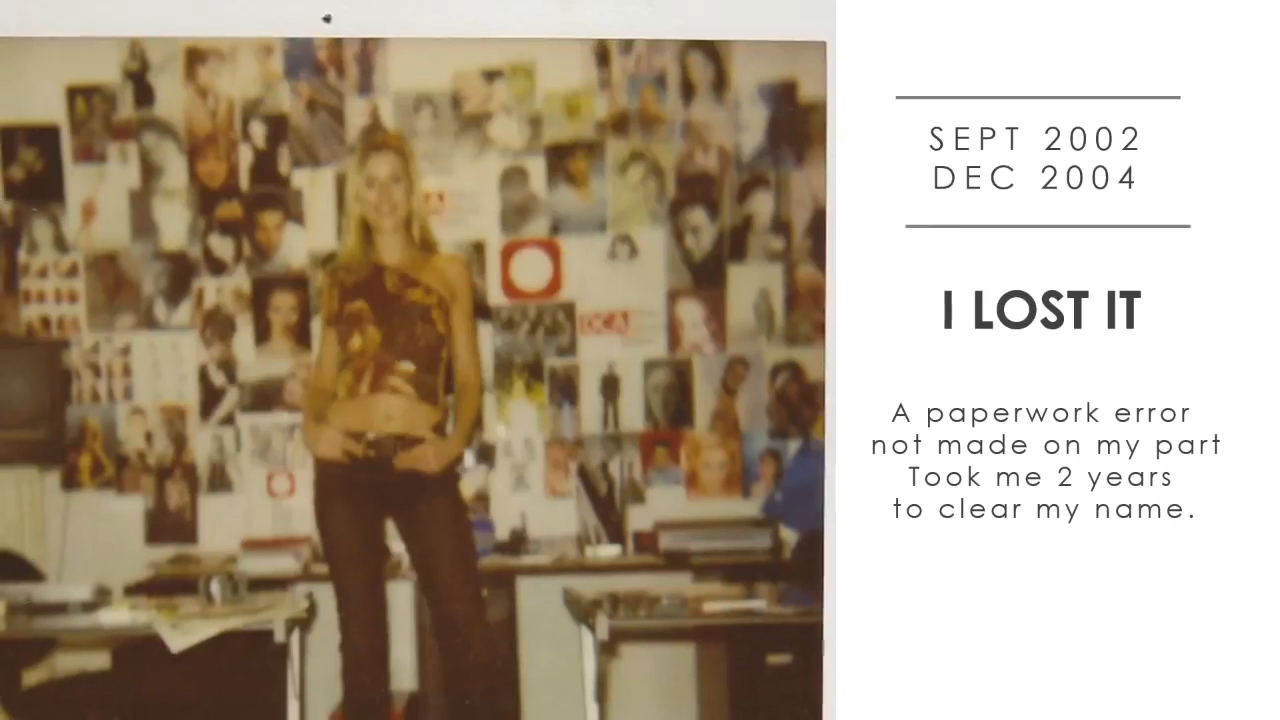 SEPT 2002
DEC 2004
I LOST IT
A paperwork error
not made on my part
Took me 2 years
to clear my name.
DCA